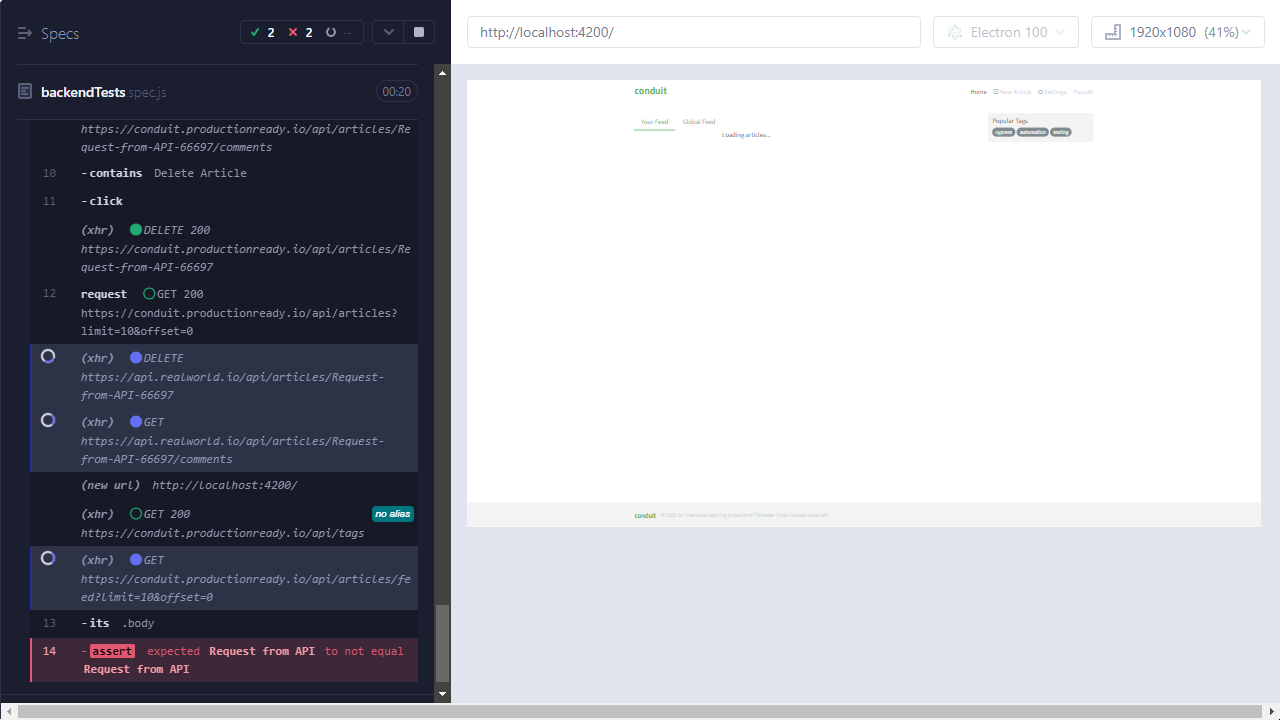 Specs
2
2
--
backendTests.spec.js
00:20
https://conduit.productionready.io/api/articles/Re
quest-from-API-66697/comments
10 -contains Delete Article
11 -click
(xhr) DELETE 200
https://conduit.productionready.io/api/articles/Re
quest-from-API-66697
12 request GET 200
https://conduit.productionready.io/api/articles?
limit=10&offset=0
(xhr) DELETE
https://api.realworld.io/api/articles/Request-
from-API-66697
(xhr) GET
https://api.realworld.io/api/articles/Request-
from-API-66697/comments
(new url) http://localhost:4200/
(xhr) GET 200 no alias
https://conduit.productionready.io/api/tags
(xhr) GET
https://conduit.productionready.io/api/articles/fe
ed?limit=10&offset=0
13 -its .body
14 -assert expected Request from API to not equal
Request from API
http://localhost:4200/
Electron 100
1920x1080 (41%)
conduit
Home New Article Settings
Your Feed Global Feed
Loading articles...
Popular Tags
cypress automation testing
conduit